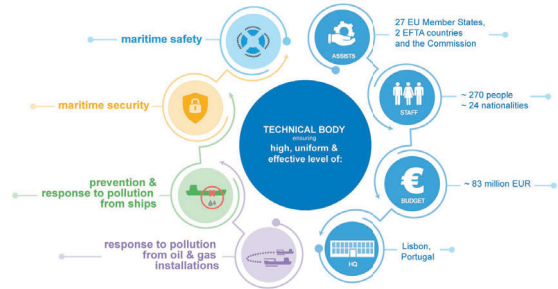 maritime safety
maritime security
prevention &
response to pollution
from ships
response to pollution
from oil & gas
installations
TECHNICAL BODY
ensuring
high, uniform &
effective level of:
ASSISTS
27 EU Member States,
2 EFTA countries
and the Commission
STAFF
~ 270 people
~ 24 nationalities
€
BUDGET
~ 83 million EUR
HQ
Lisbon,
Portugal